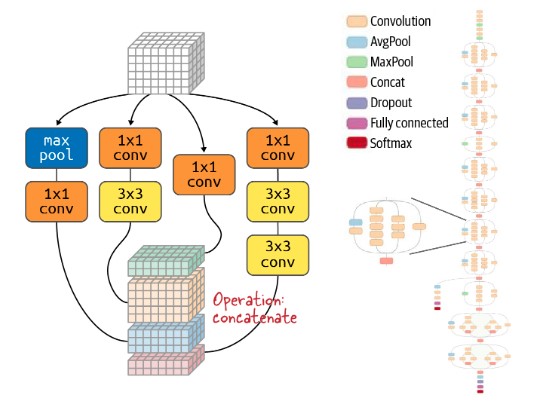 max
pool
1x1
conv
1x1
conv
3x3
conv
1x1
conv
1x1
conv
3x3
conv
3x3
conv
Operation:
concatenate
Convolution
AvgPool
MaxPool
Concat
Dropout
Fully connected
Softmax